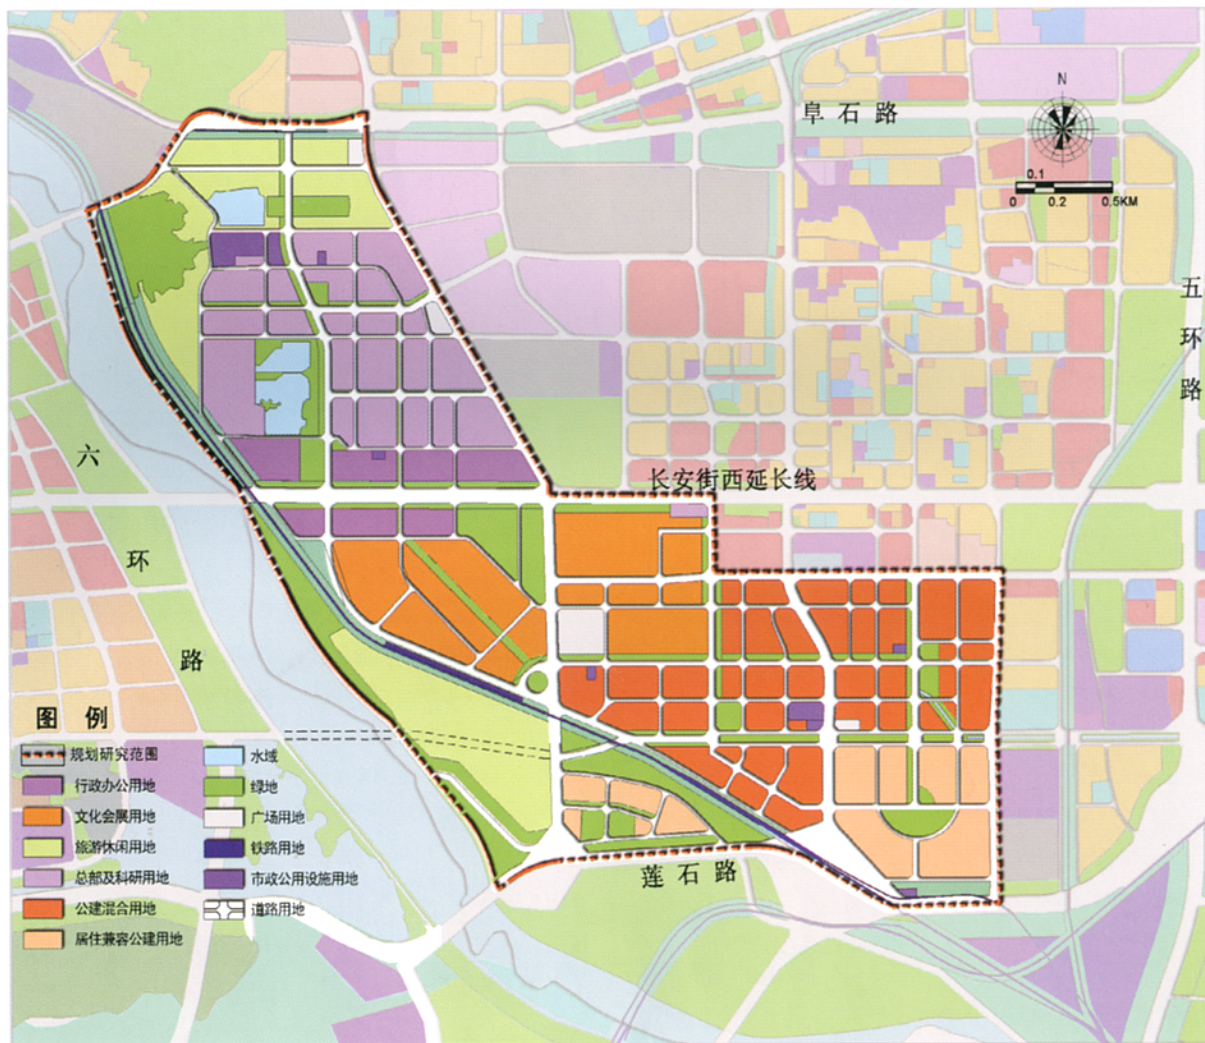 N
阜石路
0.1
0 0.2 0.5KM
五环路
长安街西延长线
六环路
莲石路
图例
规划研究范围
行政办公用地
文化会展用地
旅游休闲用地
总部及科研用地
公建混合用地
居住兼容公建用地
水域
绿地
广场用地
铁路用地
市政公用设施用地
道路用地